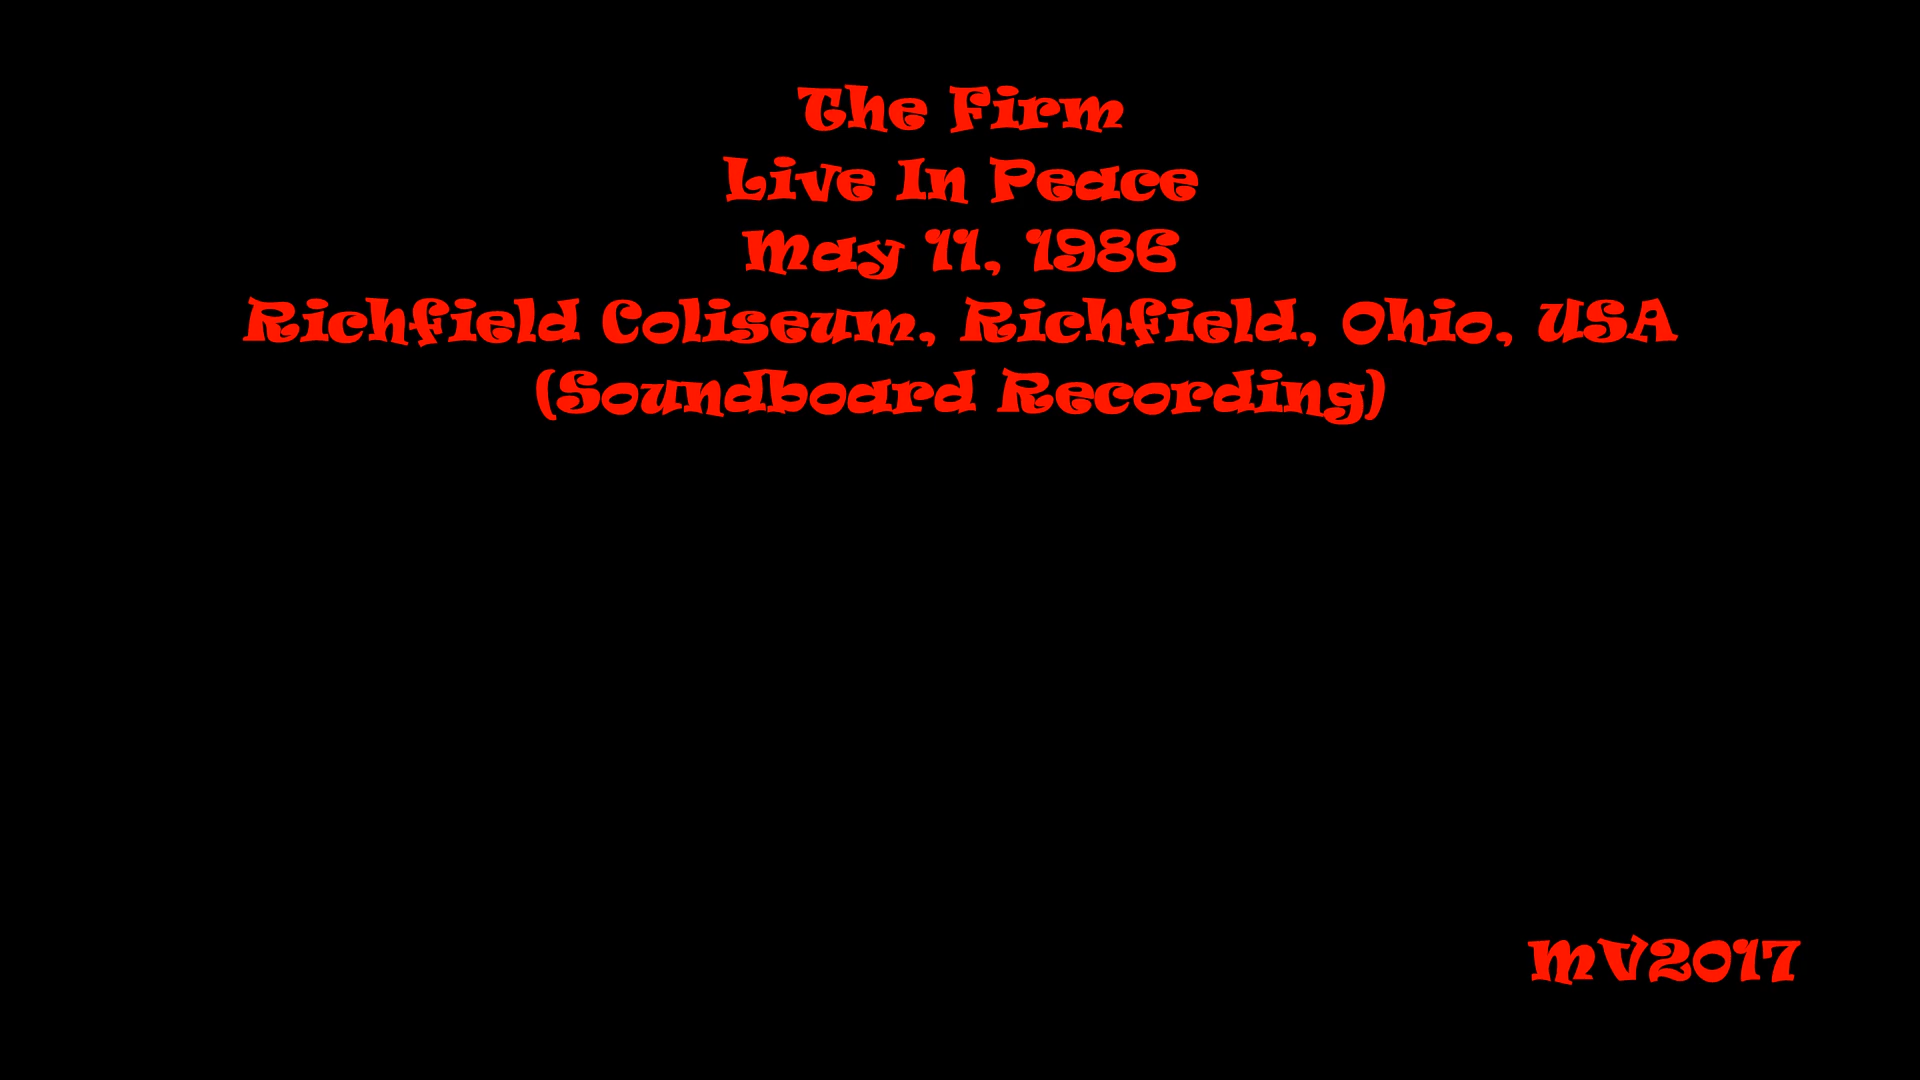 The Firm
Live In Peace
May 11, 1986
Richfield Coliseum, Richfield, Ohio, USA
(Soundboard Recording)
MV2017